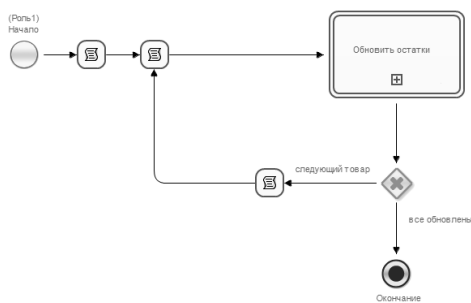 (Роль1)
Начало
Обновить остатки
следующий товар
все обновлены
Окончание